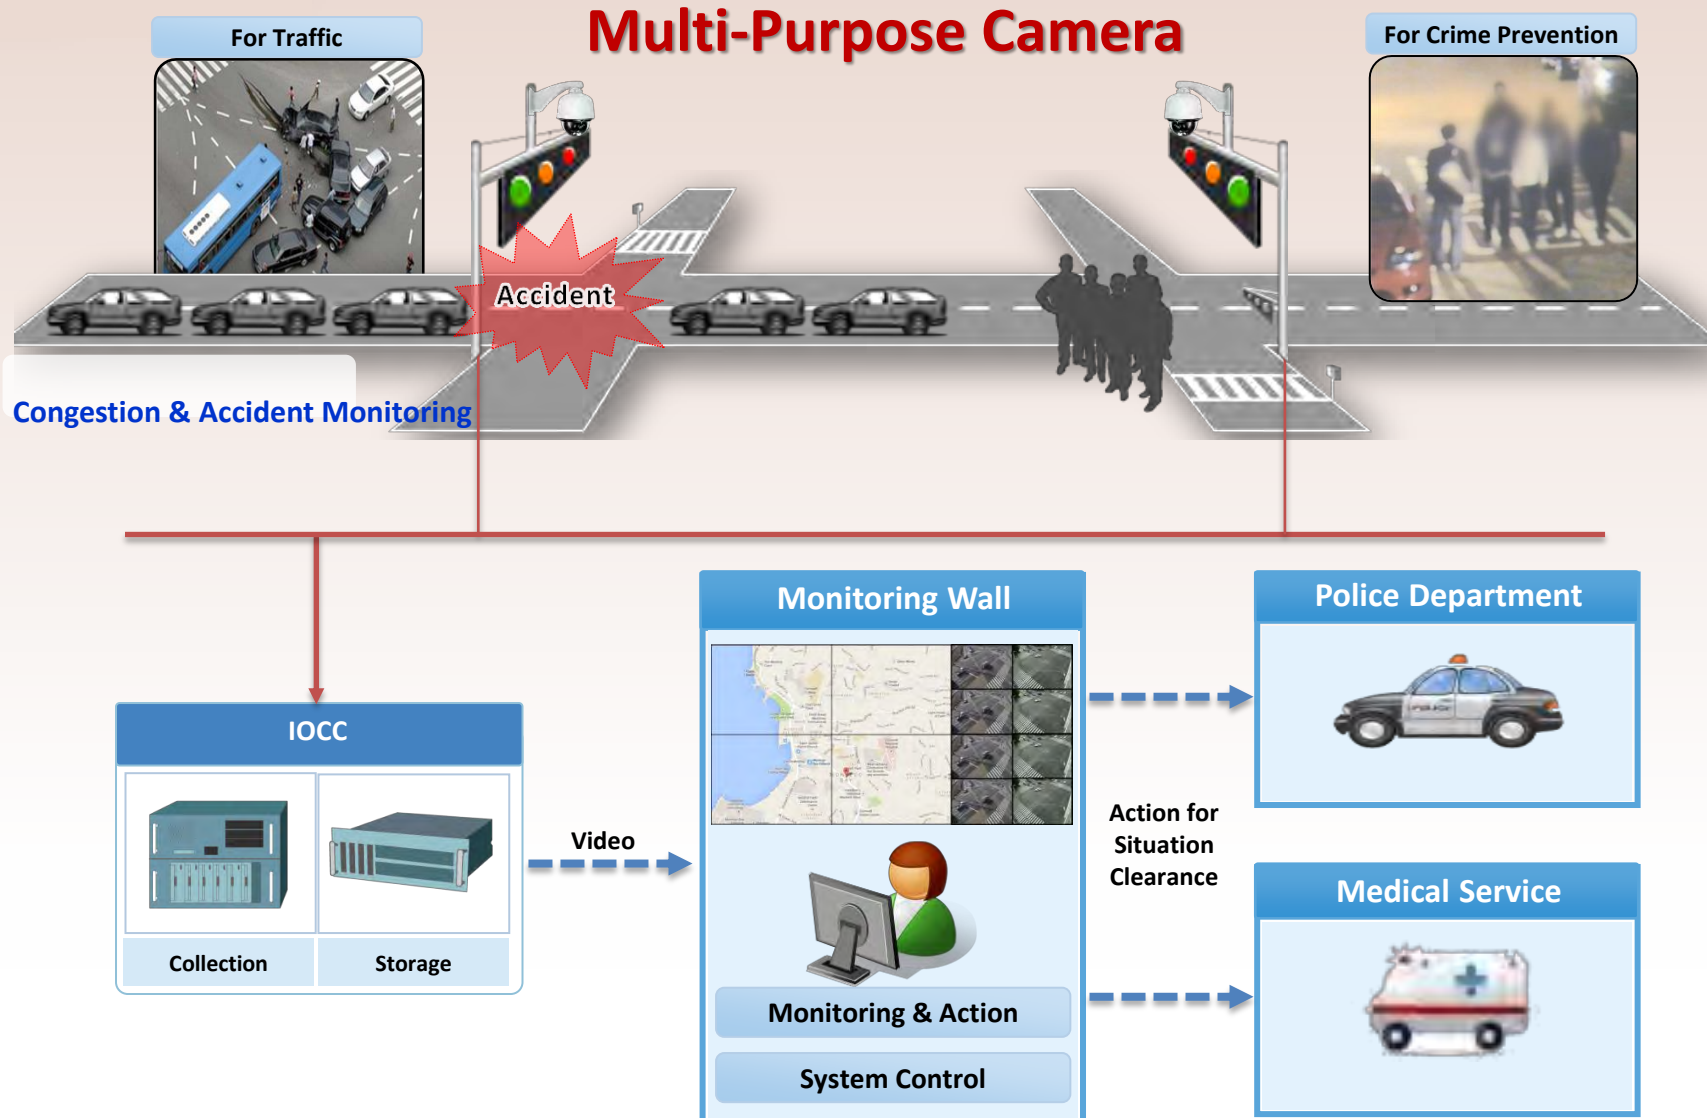 Multi-Purpose Camera
For Traffic
For Crime Prevention
Accident
Congestion & Accident Monitoring
IOCC
Collection
Storage
Video
Monitoring Wall
Monitoring & Action
System Control
Action for
Situation
Clearance
Police Department
Medical Service